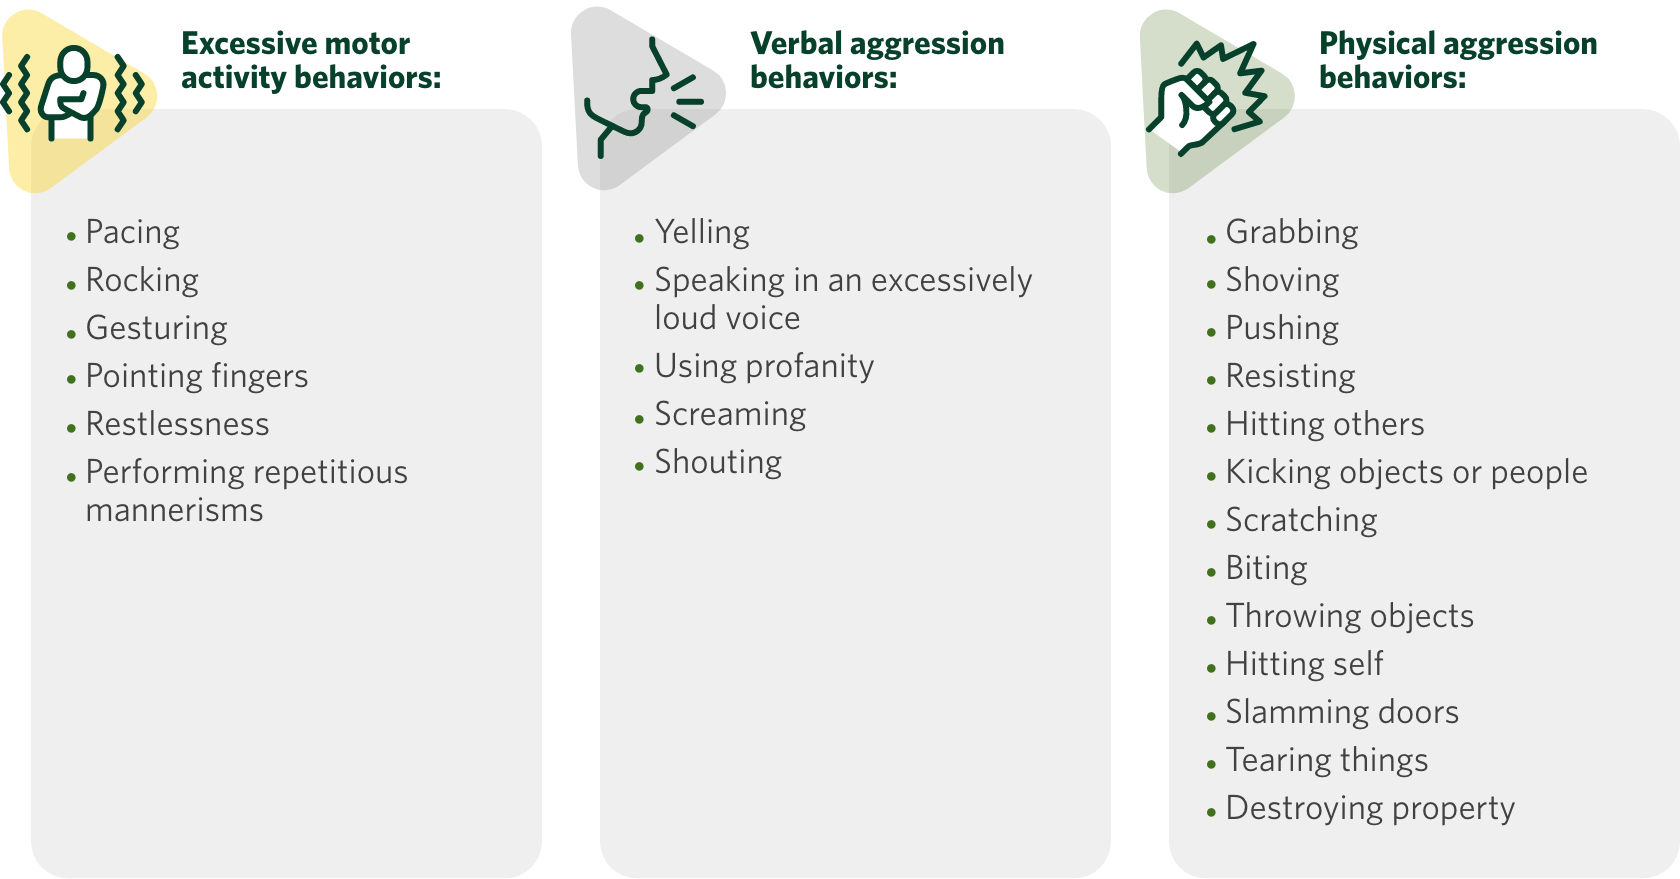 Excessive motor
activity behaviors:
• Pacing
• Rocking
• Gesturing
• Pointing fingers
• Restlessness
• Performing repetitious
mannerisms
Verbal aggression
behaviors:
• Yelling
• Speaking in an excessively
loud voice
• Using profanity
• Screaming
• Shouting
Physical aggression
behaviors:
• Grabbing
• Shoving
• Pushing
• Resisting
• Hitting others
• Kicking objects or people
• Scratching
• Biting
• Throwing objects
• Hitting self
• Slamming doors
• Tearing things
• Destroying property